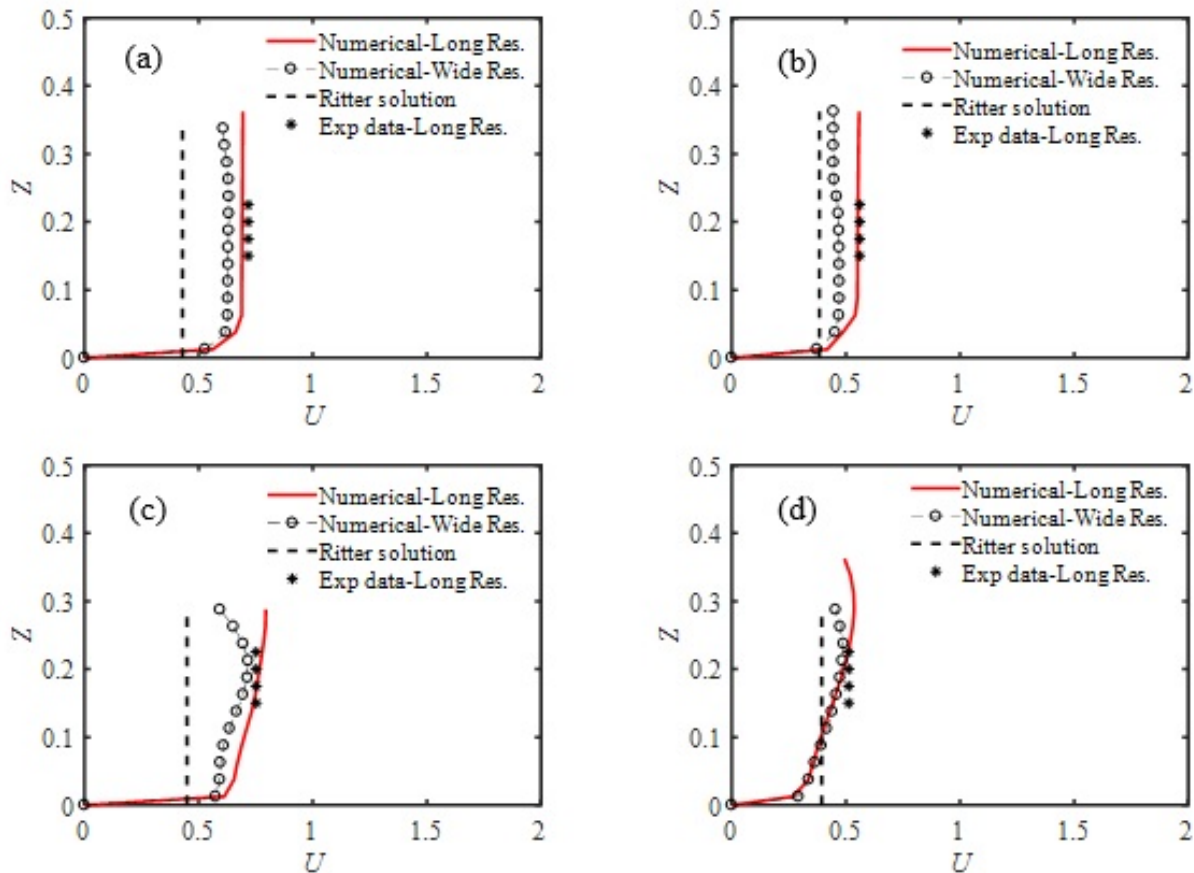 0.5
0.4
0.3
0.2
0.1
0
Z
(a)
Numerical-Long Res.
Numerical-Wide Res.
Ritter solution
Exp data-Long Res.
0 0.5 1 1.5 2
U
0.5
0.4
0.3
0.2
0.1
0
Z
(b)
Numerical-Long Res.
Numerical-Wide Res.
Ritter solution
Exp data-Long Res.
0 0.5 1 1.5 2
U
0.5
0.4
0.3
0.2
0.1
0
Z
(c)
Numerical-Long Res.
Numerical-Wide Res.
Ritter solution
Exp data-Long Res.
0 0.5 1 1.5 2
U
0.5
0.4
0.3
0.2
0.1
0
Z
(d)
Numerical-Long Res.
Numerical-Wide Res.
Ritter solution
Exp data-Long Res.
0 0.5 1 1.5 2
U